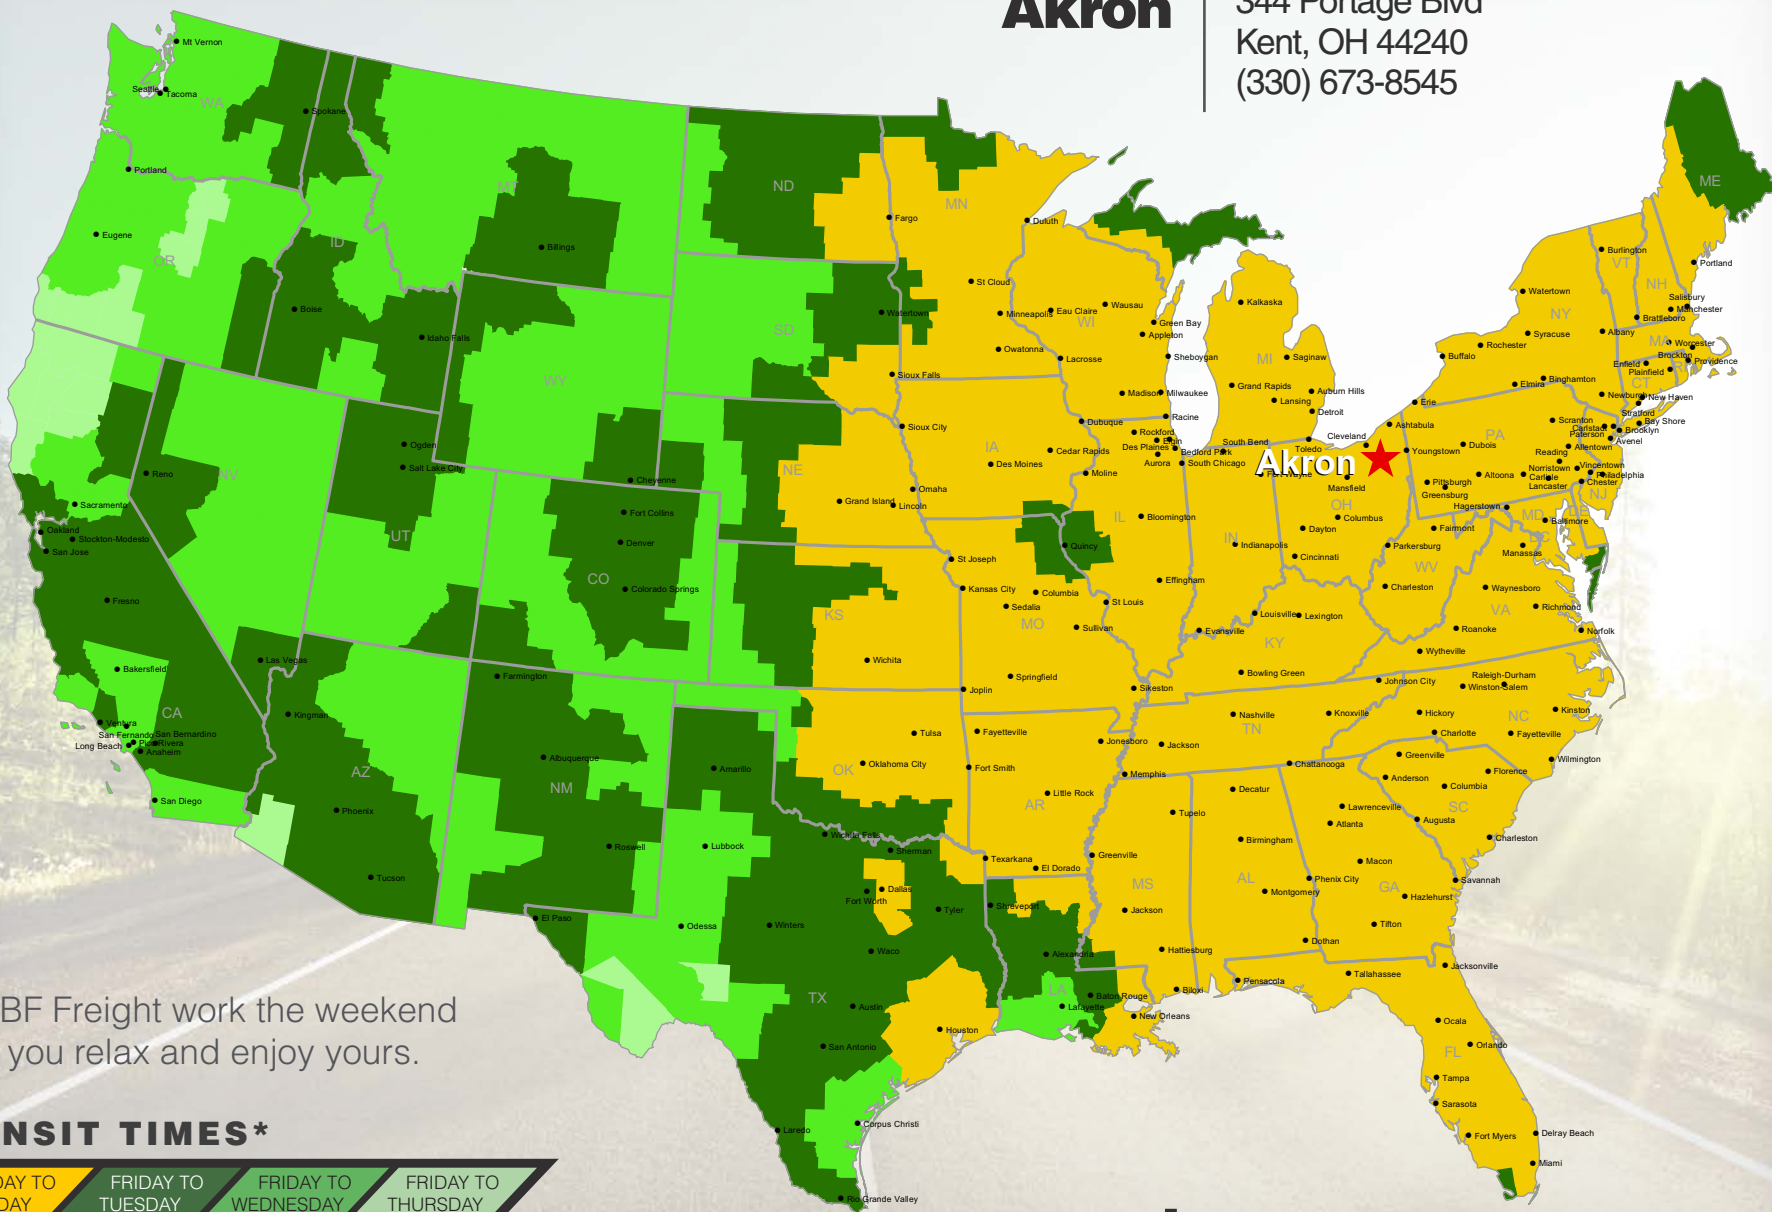 Akron
344 Portage Blvd
Kent, OH 44240
(330) 673-8545
Mt Vernon
Seattle
Tacoma
WA
Spokane
Portland
Eugene
OR
ID
Boise
Idaho Falls
MT
Billings
ND
Fargo
MN
Duluth
St Cloud
Minneapolis
Owatonna
SD
Watertown
Sioux Falls
WY
Cheyenne
NE
Sioux City
Omaha
Grand Island
Lincoln
WI
Eau Claire
Wausau
Green Bay
Appleton
Sheboygan
Lacrosse
Madison
Milwaukee
Racine
MI
Kalkaska
Saginaw
Grand Rapids
Auburn Hills
Lansing
Detroit
IA
Dubuque
Cedar Rapids
Des Moines
Moline
IL
Rockford
Elgin
Des Plaines
Bedford Park
Aurora
South Chicago
Bloomington
Quincy
Effingham
IN
South Bend
Fort Wayne
Indianapolis
Evansville
OH
Toledo
Cleveland
Ashtabula
Akron
Youngstown
Mansfield
Columbus
Dayton
Cincinnati
ME
VT
Burlington
NH
Portland
Salisbury
Manchester
Brattleboro
NY
Watertown
Syracuse
Rochester
Buffalo
Albany
Elmira
Binghamton
Newburgh
MA
Worcester
Brockton
Providence
Enfield
Plainfield
RI
CT
New Haven
Stratford
Bay Shore
Brooklyn
Carlstadt
Paterson
Avenel
PA
Erie
Scranton
Dubois
Allentown
Reading
Pittsburgh
Greensburg
Altoona
Norristown
Carlisle
Lancaster
Vincentown
Philadelphia
Chester
NJ
Hagerstown
MD
DE
DC
Baltimore
Manassas
WV
Fairmont
Parkersburg
Charleston
VA
Waynesboro
Richmond
Roanoke
Norfolk
Wytheville
KY
Louisville
Lexington
Bowling Green
NV
Reno
Las Vegas
UT
Ogden
Salt Lake City
CO
Fort Collins
Denver
Colorado Springs
KS
Wichita
MO
St Joseph
Kansas City
Columbia
Sedalia
St Louis
Sullivan
Springfield
Joplin
Sikeston
CA
Sacramento
Oakland
Stockton-Modesto
San Jose
Fresno
Bakersfield
Ventura
San Fernando
San Bernardino
Long Beach
Pico Rivera
Anaheim
San Diego
AZ
Kingman
Phoenix
Tucson
NM
Farmington
Albuquerque
Roswell
OK
Tulsa
Oklahoma City
AR
Fayetteville
Fort Smith
Jonesboro
Little Rock
Texarkana
El Dorado
TN
Nashville
Knoxville
Johnson City
Jackson
Memphis
Chattanooga
NC
Raleigh-Durham
Winston-Salem
Hickory
Kinston
Charlotte
Fayetteville
Wilmington
SC
Greenville
Anderson
Florence
Columbia
Charleston
TX
Amarillo
Lubbock
Wichita Falls
Sherman
Dallas
Fort Worth
Tyler
El Paso
Odessa
Winters
Waco
Austin
Houston
San Antonio
Corpus Christi
Laredo
Rio Grande Valley
LA
Shreveport
Alexandria
Baton Rouge
Lafayette
New Orleans
MS
Tupelo
Greenville
Jackson
Hattiesburg
Biloxi
AL
Decatur
Birmingham
Montgomery
GA
Lawrenceville
Atlanta
Augusta
Macon
Phenix City
Savannah
Hazlehurst
Tifton
Dothan
FL
Pensacola
Tallahassee
Jacksonville
Ocala
Orlando
Tampa
Sarasota
Fort Myers
Delray Beach
Miami
BF Freight work the weekend
you relax and enjoy yours.
NSIT TIMES*
DAY TO
DAY
FRIDAY TO
TUESDAY
FRIDAY TO
WEDNESDAY
FRIDAY TO
THURSDAY